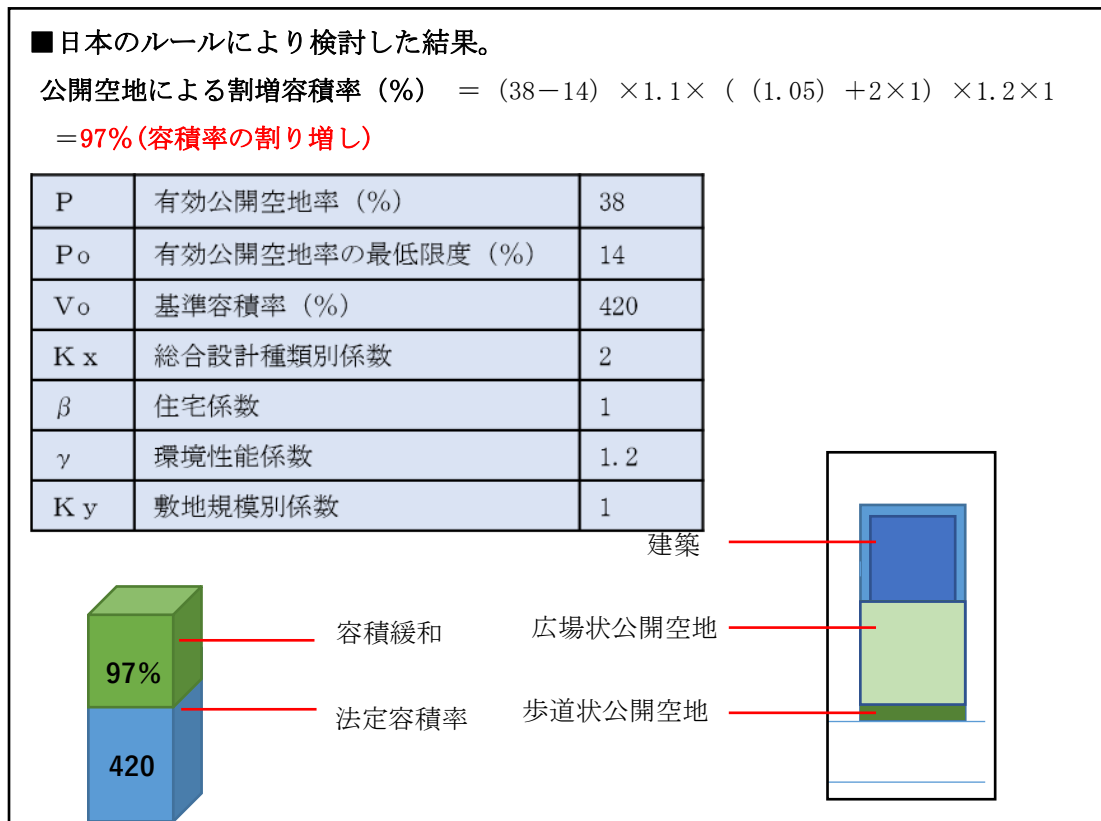 ■日本のルールにより検討した結果。
公開空地による割増容積率（%） ＝（38－14）×1.1×（（1.05）+2×1）×1.2×1
＝97%(容積率の割り増し)
P 有効公開空地率（%） 38
Po 有効公開空地率の最低限度（%） 14
Vo 基準容積率（%） 420
Kx 総合設計種類別係数 2
β 住宅係数 1
γ 環境性能係数 1.2
Ky 敷地規模別係数 1
建築
容積緩和
広場状公開空地
97%
法定容積率
歩道状公開空地
420